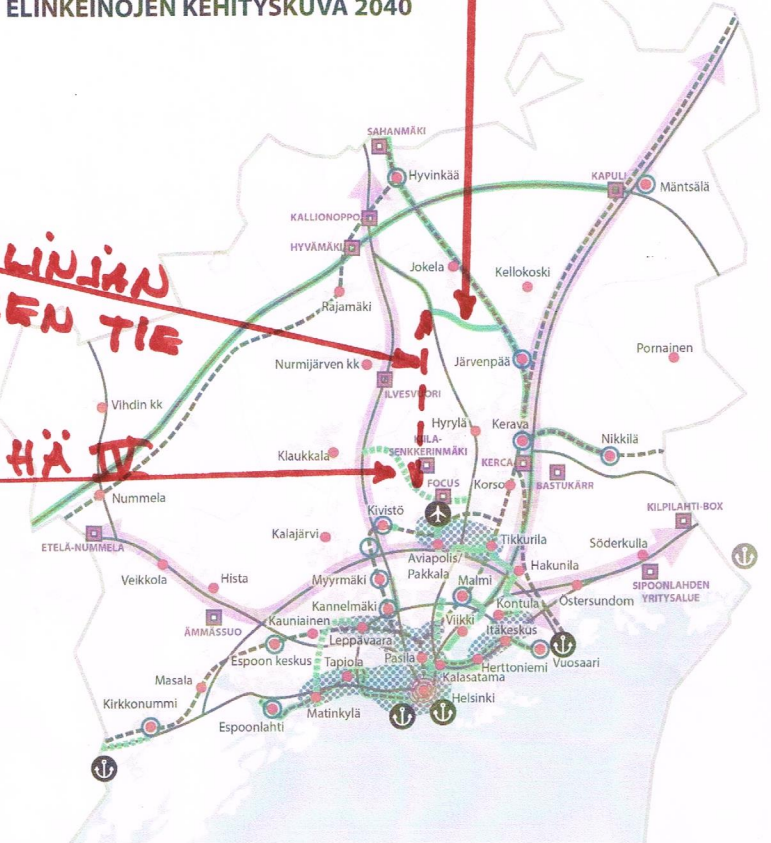 ELINKEINOJEN KEHITYSKUVA 2040
SAHANMÄKI
Hyvinkää
KAPULI
Mäntsälä
KALLIONOPPO
HYVÄMÄKI
LINJAN
EN TIE
Jokela
Kellokoski
Rajamäki
Nurmijärven kk
Järvenpää
Pornainen
ILVESVUORI
Vihdin kk
Hyrylä
Kerava
Nikkilä
HÄ IV
Klaukkala
SENKKERINMÄKI
KERCA
BASTUKÄRR
FOCUS
Korso
Nummela
Kivistö
KILPILAHTI-BOX
ETELÄ-NUMMELA
Kalajärvi
Tikkurila
Söderkulla
Aviapolis/
Pakkala
Hakunila
Veikkola
Hista
Myyrmäki
Malmi
SIPOONLAHDEN
YRITYSALUE
Östersundom
Kannelmäki
Kontula
ÄMMÄSSUO
Kauniainen
Viikki
Itäkeskus
Leppävaara
Espoon keskus
Tapiola
Pasila
Herttoniemi
Vuosaari
Masala
Kalasatama
Kirkkonummi
Helsinki
Matinkylä
Espoonlahti